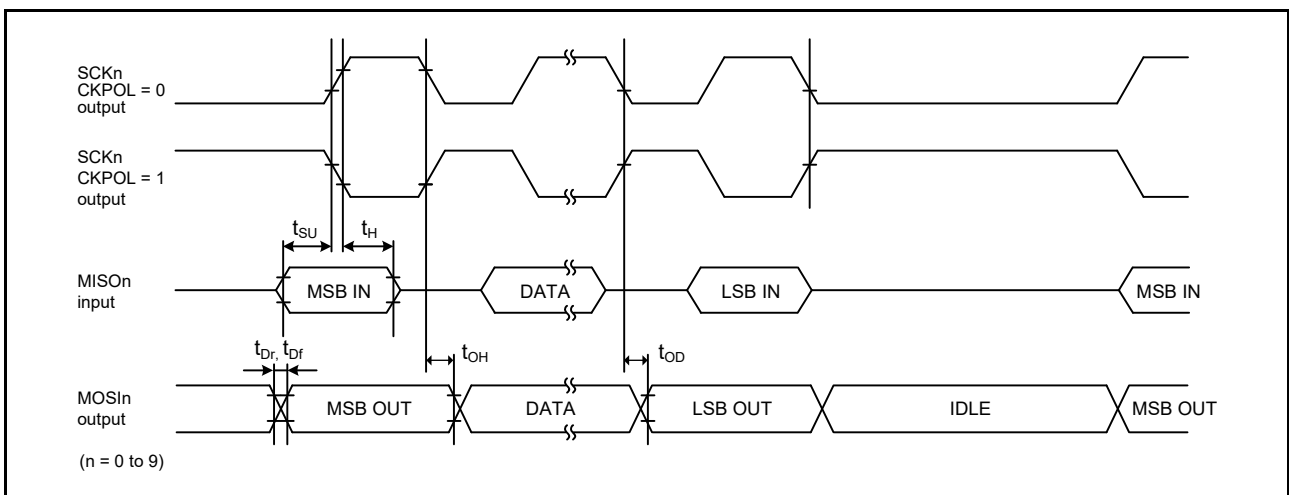 SCKn
CKPOL = 0
output
SCKn
CKPOL = 1
output
tSU
tH
MISOn
input
MSB IN
DATA
LSB IN
MSB IN
tDr, tDf
tOH
tOD
MOSIn
output
MSB OUT
DATA
LSB OUT
IDLE
MSB OUT
(n = 0 to 9)